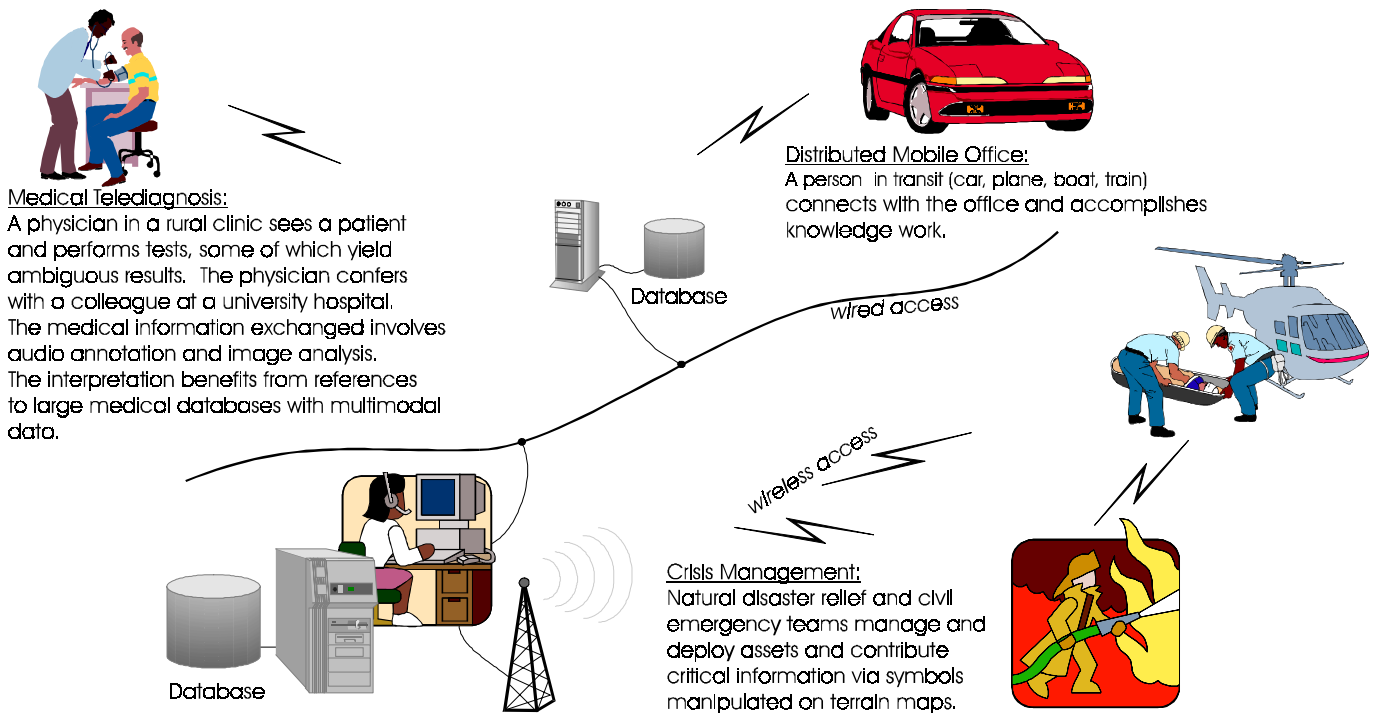 Medical Telediagnosis:
A physician in a rural clinic sees a patient
and performs tests, some of which yield
ambiguous results.  The physician confers
with a colleague at a university hospital.
The medical information exchanged involves
audio annotation and image analysis.
The interpretation benefits from references
to large medical databases with multimodal
data.
Distributed Mobile Office:
A person  in transit (car, plane, boat, train)
connects with the office and accomplishes
knowledge work.
Database
wired access
wireless access
Crisis Management:
Natural disaster relief and civil
emergency teams manage and
deploy assets and contribute
critical information via symbols
manipulated on terrain maps.
Database